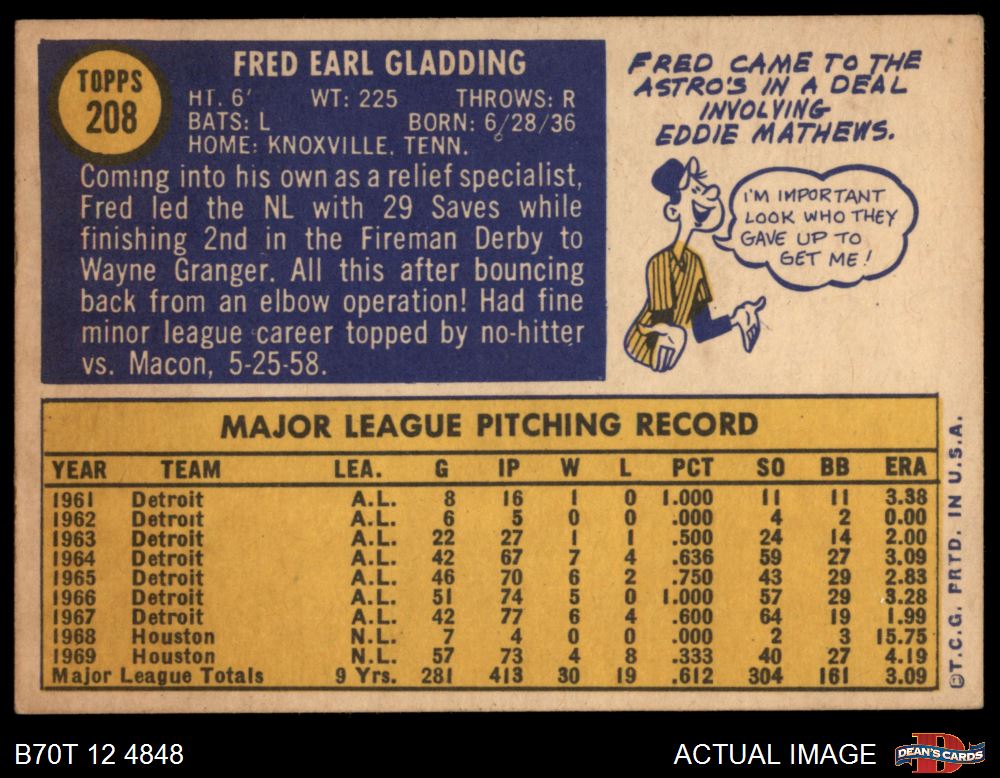 TOPPS
208
FRED EARL GLADDING
HT. 6' WT: 225 THROWS: R
BATS: L BORN: 6/28/36
HOME: KNOXVILLE, TENN.
Coming into his own as a relief specialist,
Fred led the NL with 29 Saves while
finishing 2nd in the Fireman Derby to
Wayne Granger. All this after bouncing
back from an elbow operation! Had fine
minor league career topped by no-hitter
vs. Macon, 5-25-58.
FRED CAME TO THE
ASTRO'S IN A DEAL
INVOLVING
EDDIE MATHEWS.
I'M IMPORTANT
LOOK WHO THEY
GAVE UP TO
GET ME!
MAJOR LEAGUE PITCHING RECORD
YEAR TEAM LEA. G IP W L PCT SO BB ERA
1961 Detroit A.L. 8 16 1 0 1.000 11 11 3.38
1962 Detroit A.L. 6 5 0 0 .000 4 2 0.00
1963 Detroit A.L. 22 27 1 1 .500 24 14 2.00
1964 Detroit A.L. 42 67 7 4 .636 59 27 3.09
1965 Detroit A.L. 46 70 6 2 .750 43 29 2.83
1966 Detroit A.L. 51 74 5 0 1.000 57 29 3.28
1967 Detroit A.L. 42 77 6 4 .600 64 19 1.99
1968 Houston N.L. 7 4 0 0 .000 2 3 15.75
1969 Houston N.L. 57 73 4 8 .333 40 27 4.19
Major League Totals 9 Yrs. 281 413 30 19 .612 304 161 3.09
©T.C.G. PRTD. IN U.S.A.
B70T 12 4848
ACTUAL IMAGE
DEAN'S CARDS